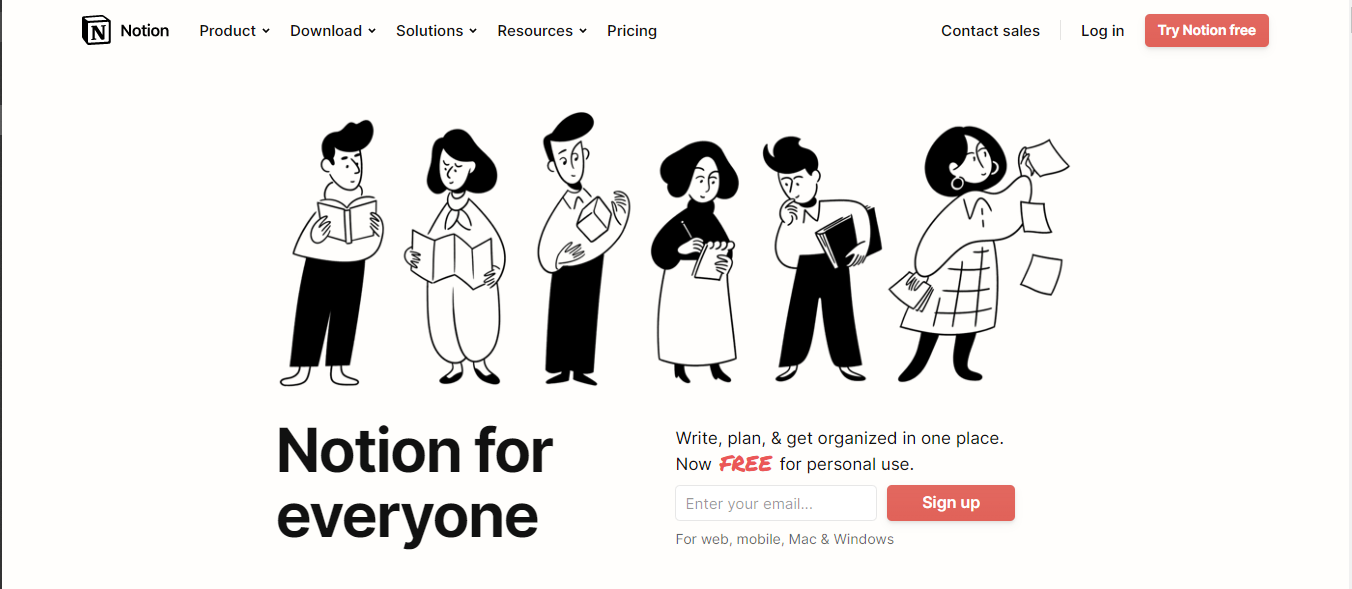 Notion Product Download Solutions Resources Pricing Contact sales Log in Try Notion free
Notion for
everyone
Write, plan, & get organized in one place.
Now FREE for personal use.
Enter your email... Sign up
For web, mobile, Mac & Windows